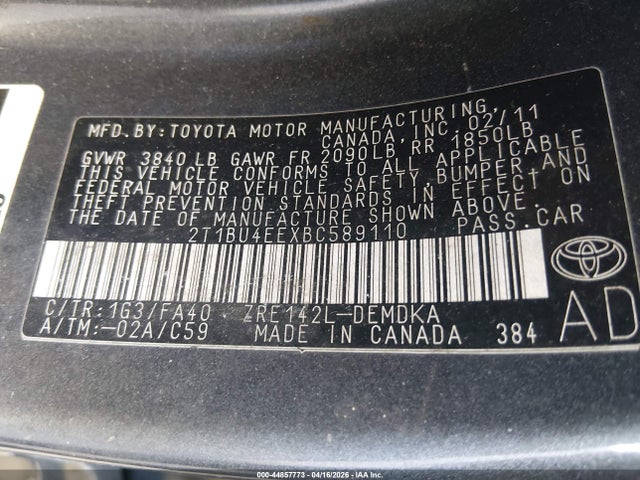 MFD.BY:TOYOTA MOTOR MANUFACTURING,
CANADA,INC. 02/11
GVWR 3840 LB GAWR FR 2090LB, RR 1850LB
THIS VEHICLE CONFORMS TO ALL APPLICABLE
FEDERAL MOTOR VEHICLE SAFETY,BUMPER,AND
THEFT PREVENTION STANDARDS IN EFFECT ON
THE DATE OF MANUFACTURE SHOWN ABOVE.
2T1BU4EEXBC589110 PASS.CAR
C/TR:1G3/FA40 ZRE142L-DEMDKA
A/TM:-02A/C59 MADE IN CANADA 384
TOYOTA
AD
000-44857773 - 04/16/2026 - IAA Inc.